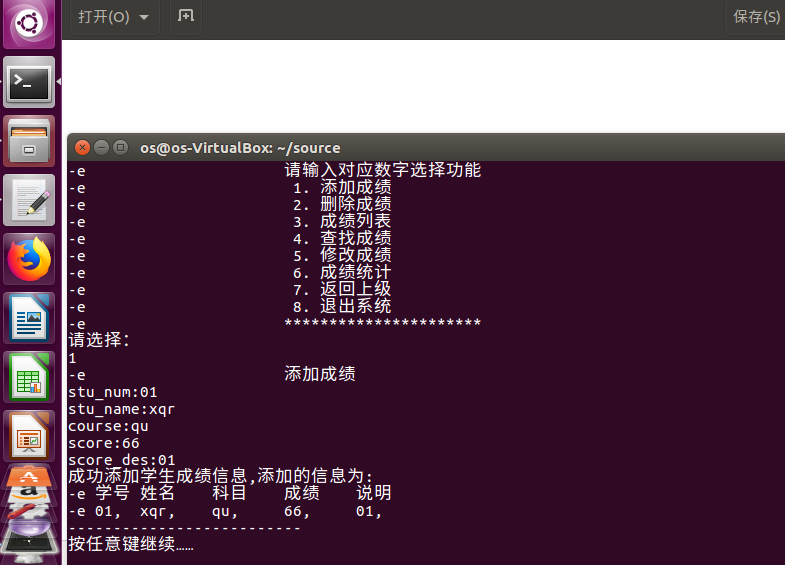 打开(O)
保存(S)
os@os-VirtualBox: ~/source
-e 请输入对应数字选择功能
-e 1. 添加成绩
-e 2. 删除成绩
-e 3. 成绩列表
-e 4. 查找成绩
-e 5. 修改成绩
-e 6. 成绩统计
-e 7. 返回上级
-e 8. 退出系统
-e **********************
请选择:
1
-e 添加成绩
stu_num:01
stu_name:xqr
course:qu
score:66
score_des:01
成功添加学生成绩信息,添加的信息为:
-e 学号 姓名 科目 成绩 说明
-e 01, xqr, qu, 66, 01,
--------------------------
按任意键继续……